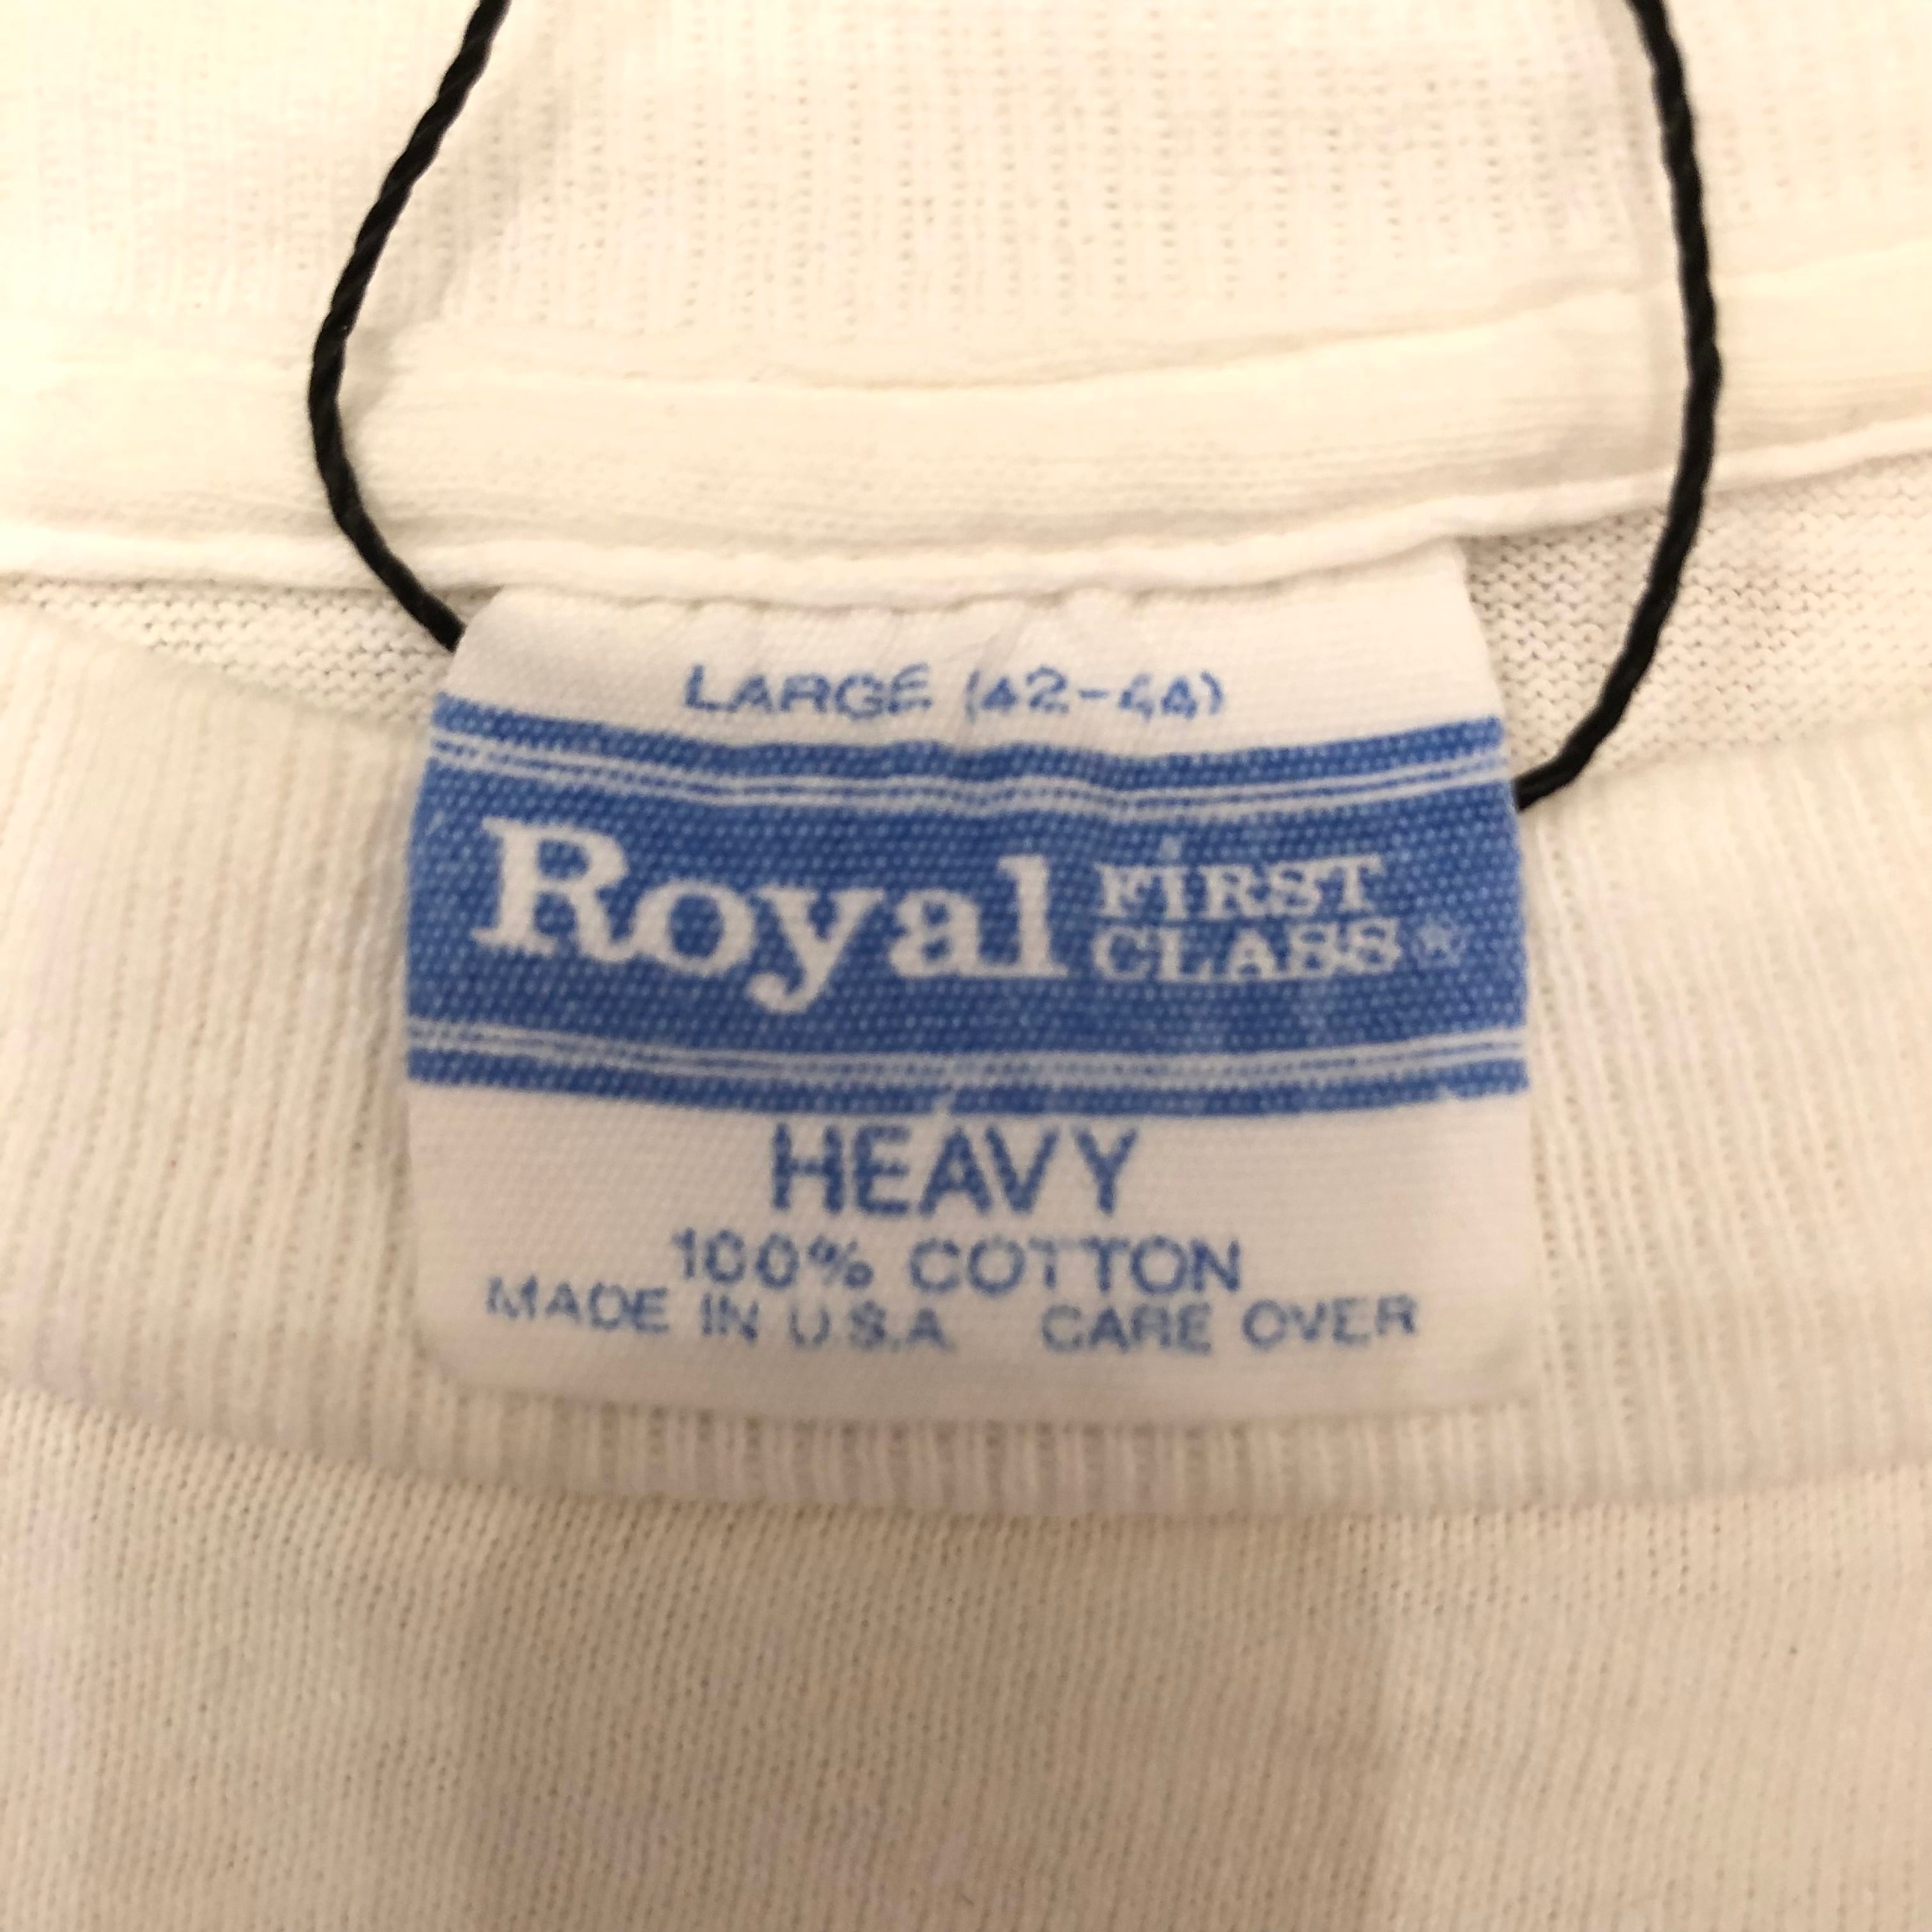 LARGE (42-44)
Royal FiRST CLASS
HEAVY
100% COTTON
MADE IN U.S.A CARE OVER